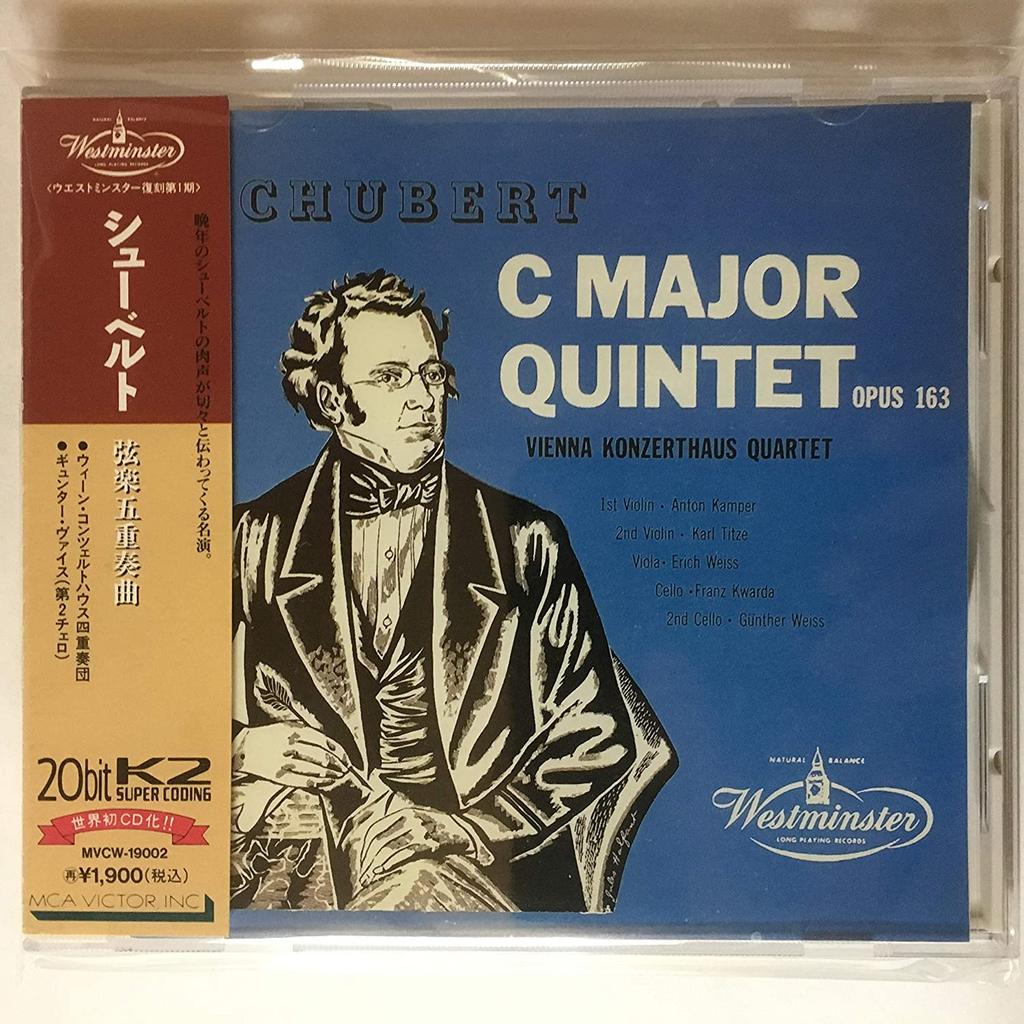 NATURAL BALANCE
Westminster
LONG PLAYING RECORDS
〈ウエストミンスター復刻第1期〉
シューベルト
晩年のシューベルトの肉声が切々と伝わってくる名演。
弦楽五重奏曲
●ウィーン・コンツェルトハウス四重奏団
●ギュンター・ヴァイス(第2チェロ)
20bit K2
SUPER CODING
世界初CD化!!
MVCW-19002
再¥1,900(税込)
MCA VICTOR, INC.
CHUBERT
C MAJOR
QUINTET OPUS 163
VIENNA KONZERTHAUS QUARTET
1st Violin · Anton Kamper
2nd Violin · Karl Titze
Viola · Erich Weiss
Cello · Franz Kwarda
2nd Cello · Günther Weiss
NATURAL BALANCE
Westminster
LONG PLAYING RECORDS